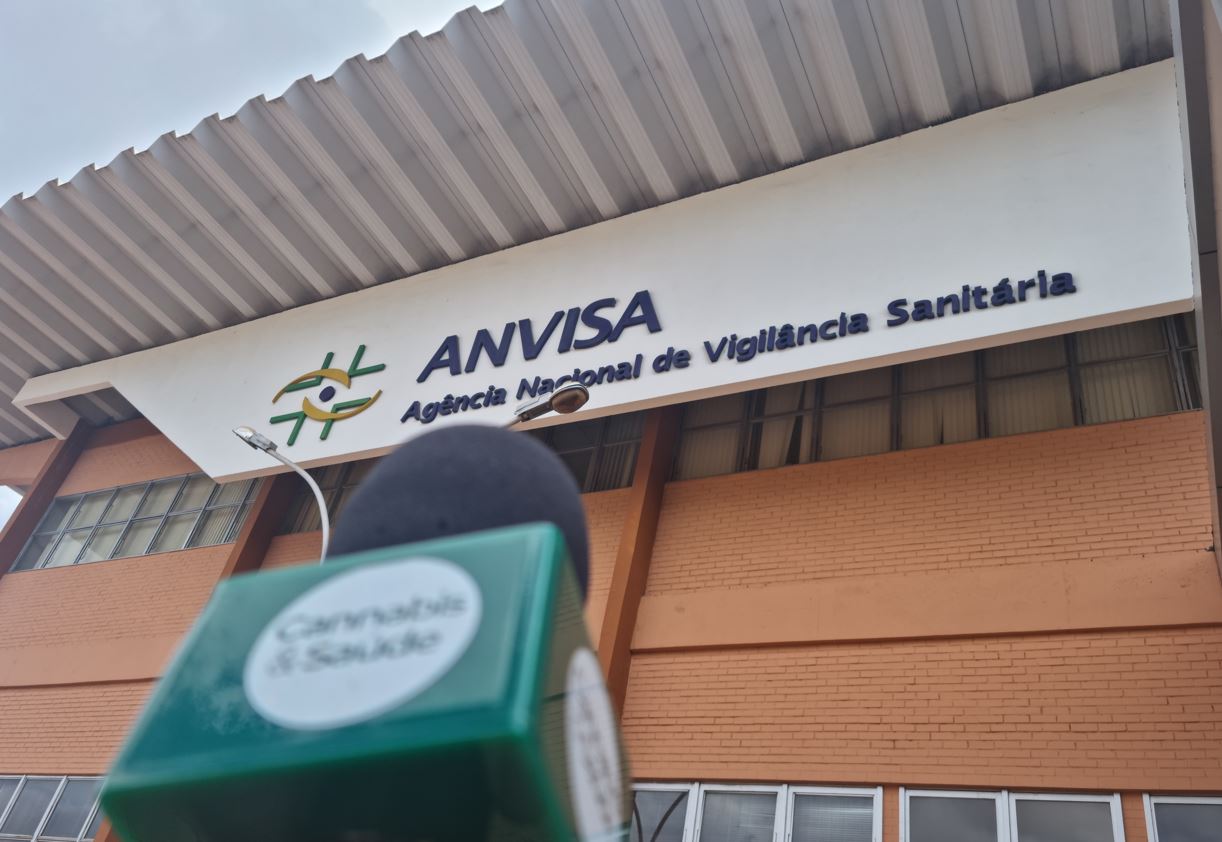 ANVISA
Agência Nacional de Vigilância Sanitária
Cannabis
& Saúde